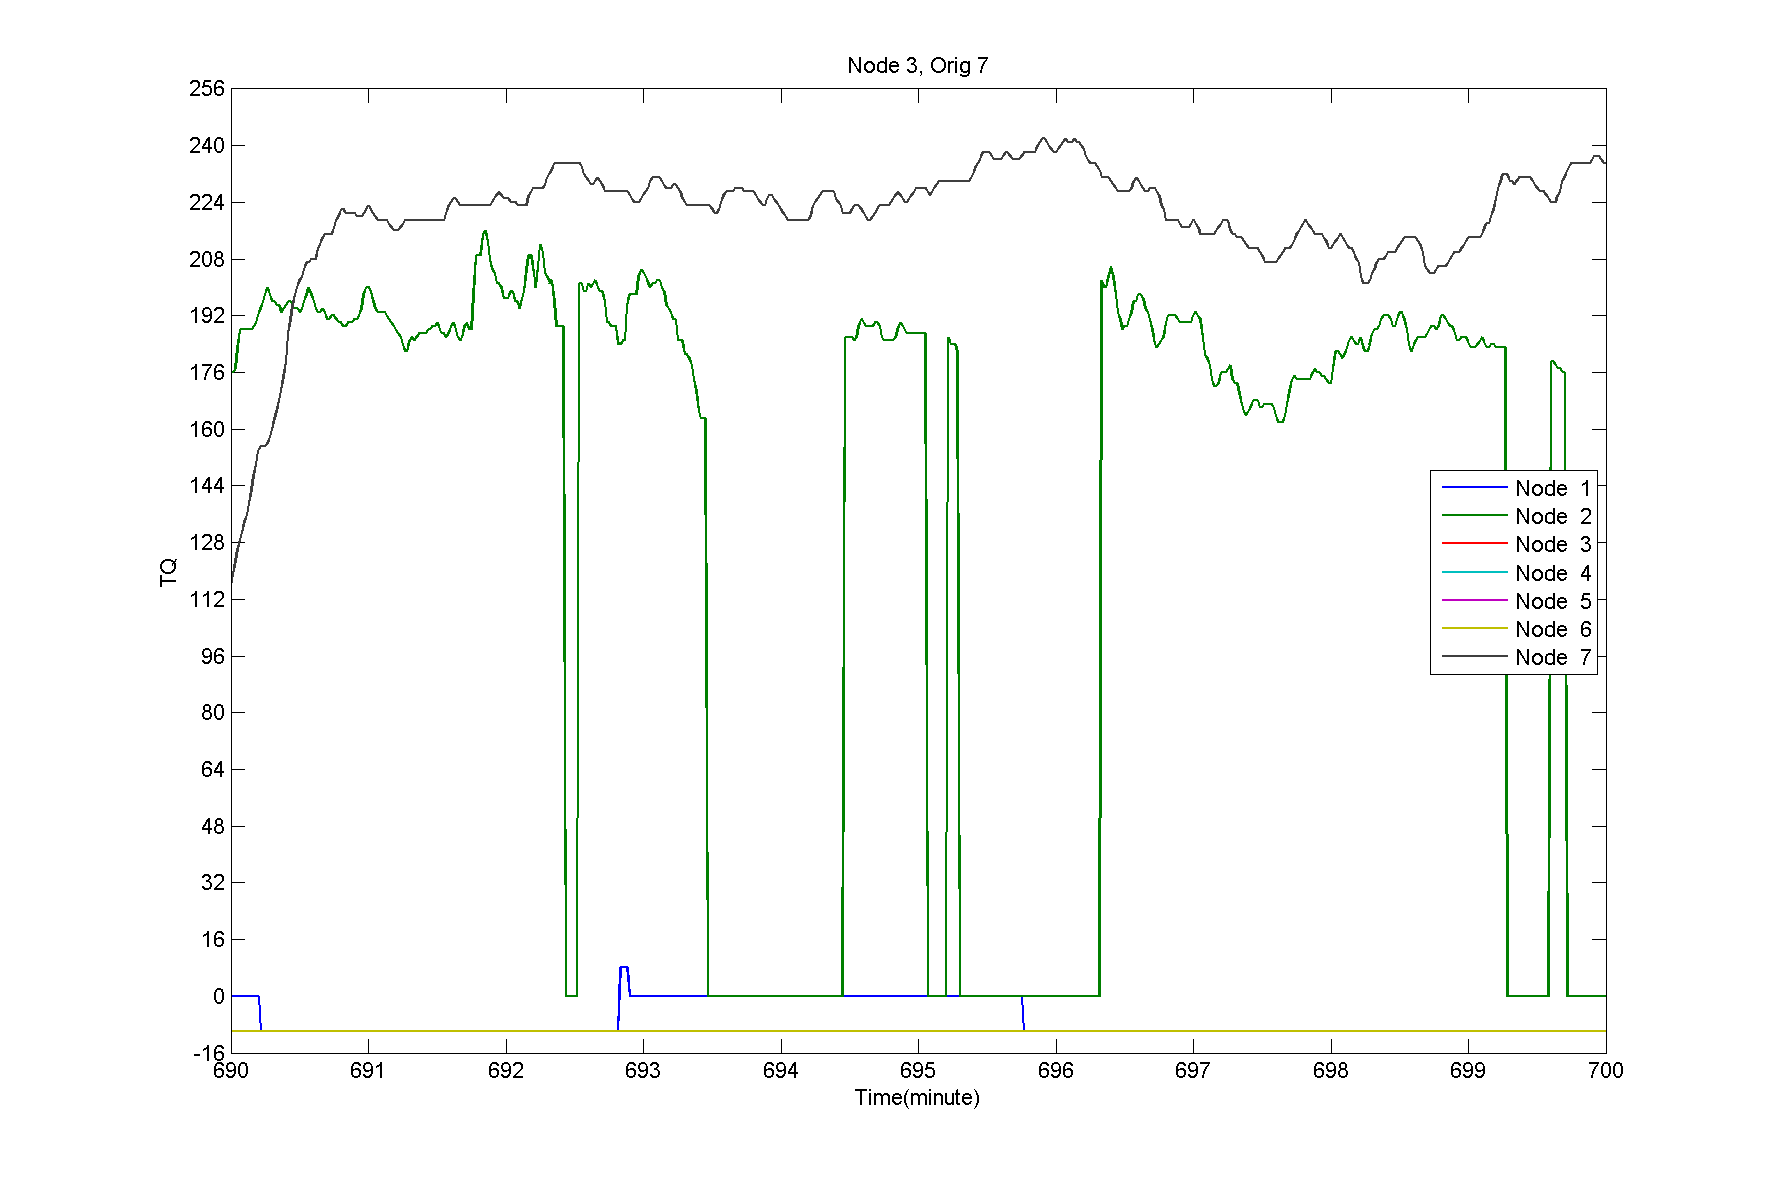 Node 3, Orig 7
256
240
224
208
192
176
160
144
128
112
96
80
64
48
32
16
0
-16
TQ
690 691 692 693 694 695 696 697 698 699 700
Time(minute)
Node 1
Node 2
Node 3
Node 4
Node 5
Node 6
Node 7